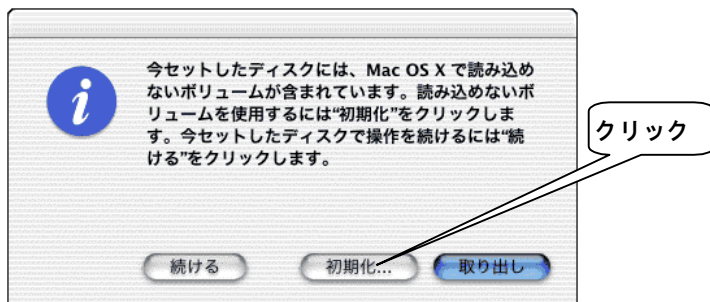 今セットしたディスクには、Mac OS X で読み込め
ないボリュームが含まれています。読み込めないボ
リュームを使用するには“初期化”をクリックしま
す。今セットしたディスクで操作を続けるには“続
ける”をクリックします。
クリック
続ける
初期化...
取り出し